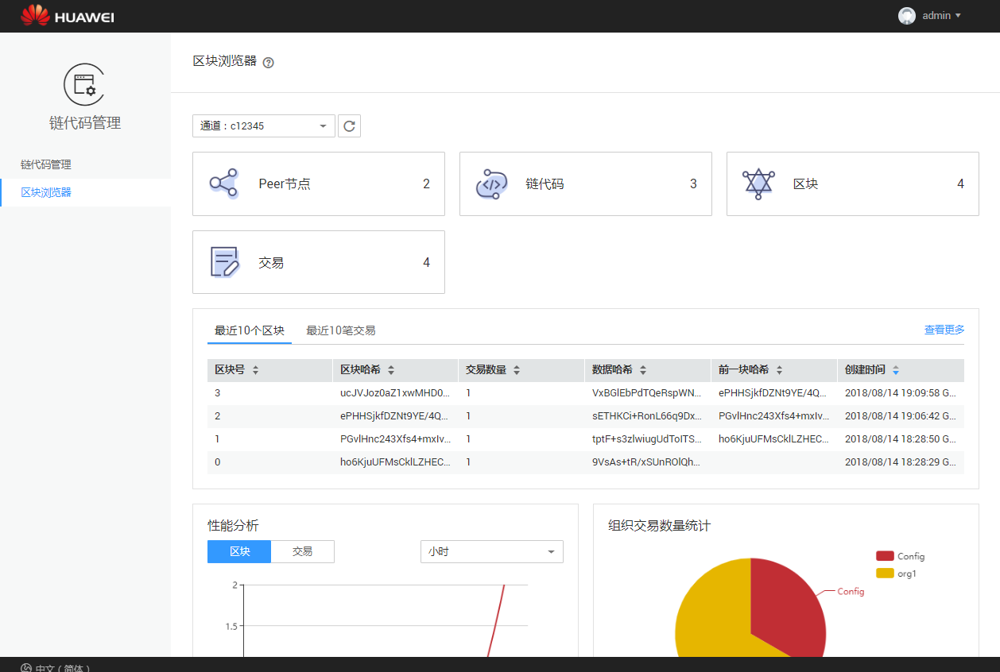 HUAWEI
admin
链代码管理
链代码管理
区块浏览器
区块浏览器
通道：c12345
Peer节点 2
链代码 3
区块 4
交易 4
最近10个区块 最近10笔交易 查看更多
区块号 区块哈希 交易数量 数据哈希 前一块哈希 创建时间
3 ucJVJoz0aZ1xwMHD0... 1 VxBGlEbPdTQeRspWN... ePHHSjkfDZNt9YE/4Q... 2018/08/14 19:09:58 G...
2 ePHHSjkfDZNt9YE/4Q... 1 sETHKCi+RonL66q9Dx... PGvlHnc243Xfs4+mxIv... 2018/08/14 19:06:42 G...
1 PGvlHnc243Xfs4+mxIv... 1 tptF+s3zlwiugUdToITS... ho6KjuUFMsCklLZHEC... 2018/08/14 18:28:50 G...
0 ho6KjuUFMsCklLZHEC... 1 9VsAs+tR/xSUnROlQh... 2018/08/14 18:28:29 G...
性能分析
区块 交易 小时
2
1.5
组织交易数量统计
Config
org1
Config
中文 ( 简体 )